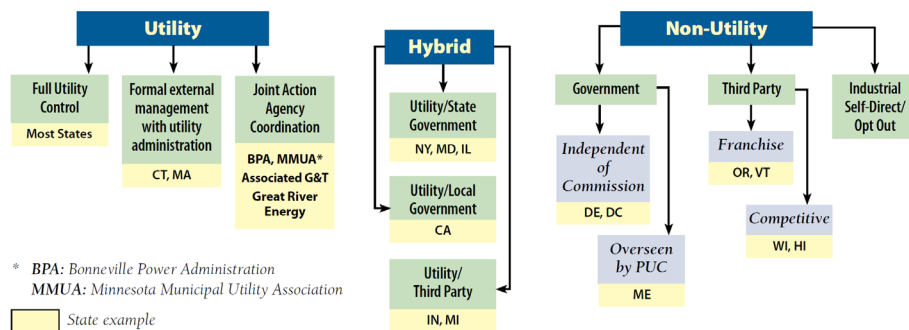 Utility
Full Utility
Control
Most States
Formal external
management
with utility
administration
CT, MA
Joint Action
Agency
Coordination
BPA, MMUA*
Associated G&T
Great River
Energy
* BPA: Bonneville Power Administration
MMUA: Minnesota Municipal Utility Association
State example
Hybrid
Utility/State
Government
NY, MD, IL
Utility/Local
Government
CA
Utility/
Third Party
IN, MI
Non-Utility
Government
Independent
of
Commission
DE, DC
Overseen
by PUC
ME
Third Party
Franchise
OR, VT
Competitive
WI, HI
Industrial
Self-Direct/
Opt Out